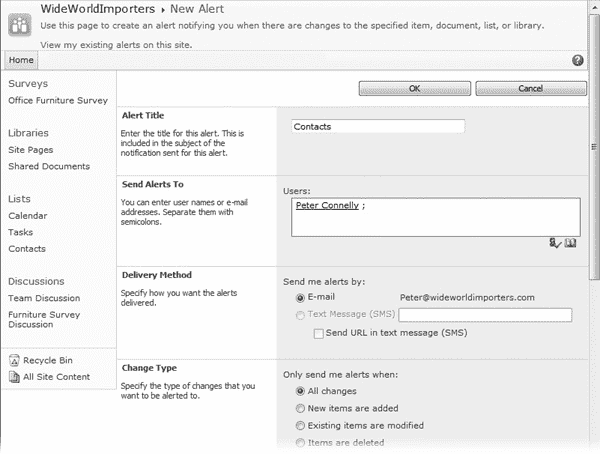 WideWorldImporters ▸ New Alert
Use this page to create an alert notifying you when there are changes to the specified item, document, list, or library.
View my existing alerts on this site.
Home
Surveys
Office Furniture Survey
Libraries
Site Pages
Shared Documents
Lists
Calendar
Tasks
Contacts
Discussions
Team Discussion
Furniture Survey
Discussion
Recycle Bin
All Site Content
OK
Cancel
Alert Title
Enter the title for this alert. This is
included in the subject of the
notification sent for this alert.
Contacts
Send Alerts To
You can enter user names or e-mail
addresses. Separate them with
semicolons.
Users:
Peter Connelly ;
Delivery Method
Specify how you want the alerts
delivered.
Send me alerts by:
E-mail
Peter@wideworldimporters.com
Text Message (SMS)
Send URL in text message (SMS)
Change Type
Specify the type of changes that you
want to be alerted to.
Only send me alerts when:
All changes
New items are added
Existing items are modified
Items are deleted